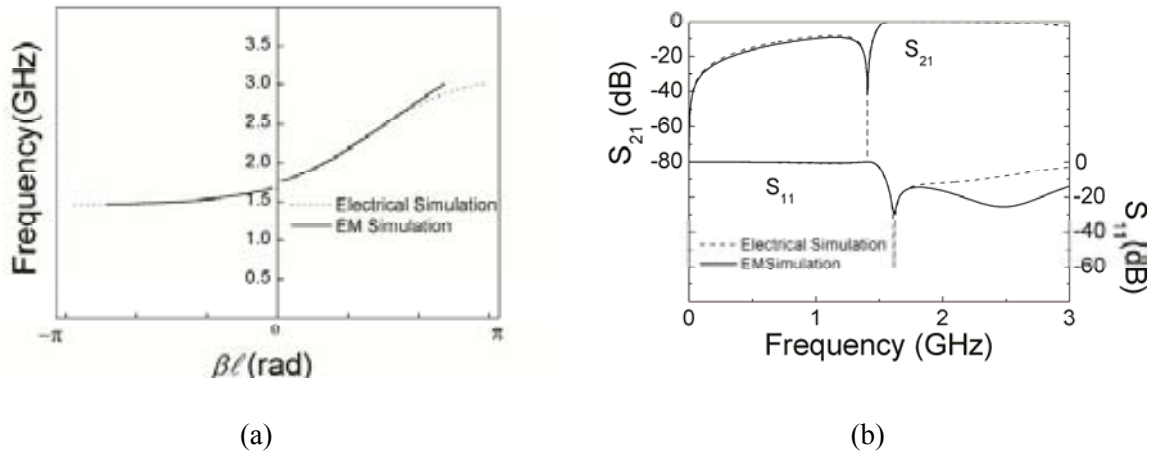 Frequency(GHz)
3.5
3.0
2.5
2.0
1.5
1.0
0.5
Electrical Simulation
EM Simulation
−π
0
π
βℓ(rad)
(a)
S21 (dB)
0
-20
-40
-60
-80
S21
S11
0
-20
-40
-60
S11(dB)
Electrical Simulation
EMSimulation
0
1
2
3
Frequency (GHz)
(b)